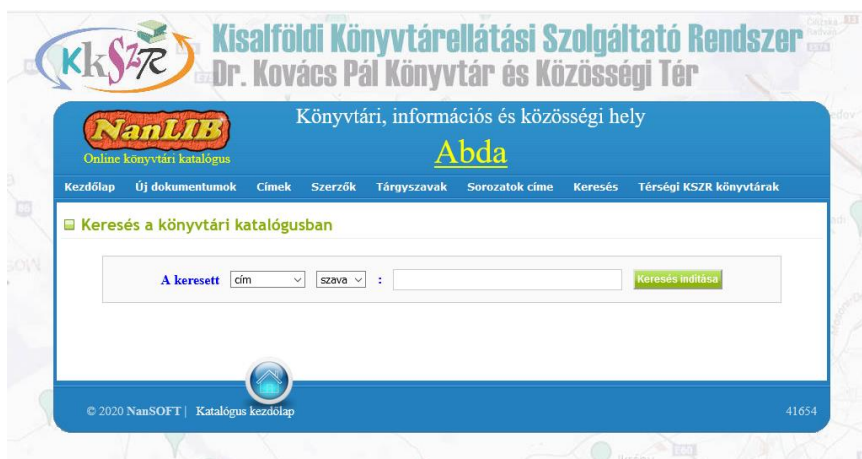 KkSZR
Kisalföldi Könyvtárellátási Szolgáltató Rendszer
Dr. Kovács Pál Könyvtár és Közösségi Tér
NanLIB
Online könyvtári katalógus
Könyvtári, információs és közösségi hely
Abda
Kezdőlap Új dokumentumok Címek Szerzők Tárgyszavak Sorozatok címe Keresés Térségi KSZR könyvtárak
Keresés a könyvtári katalógusban
A keresett cím szava : Keresés indítása
© 2020 NanSOFT | Katalógus kezdőlap 41654